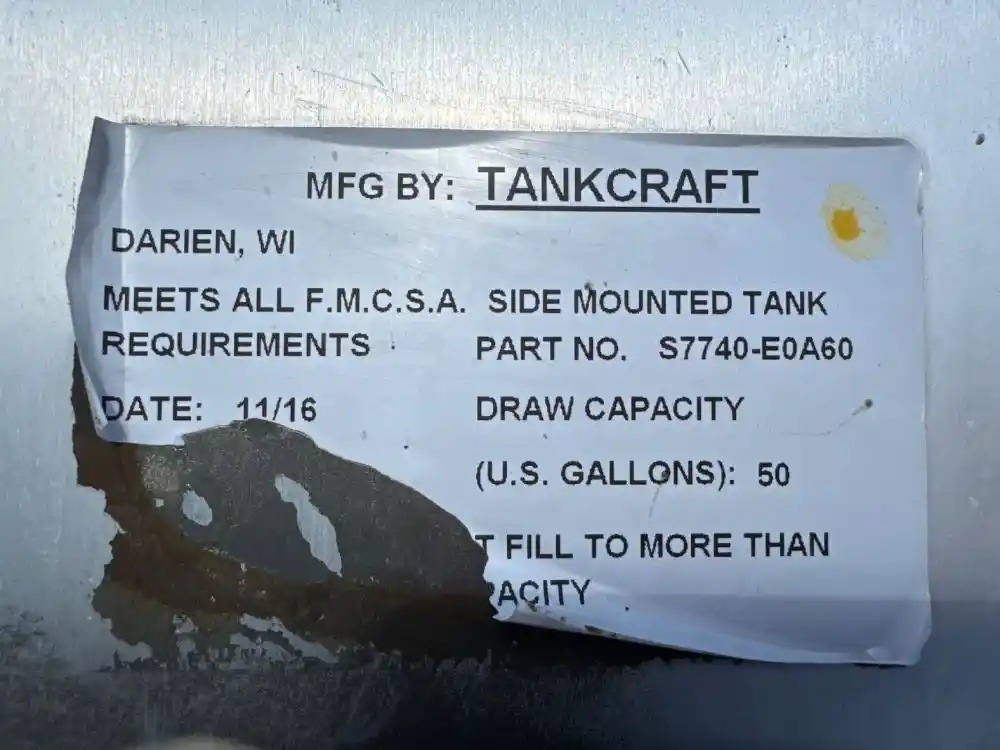 MFG BY: TANKCRAFT
DARIEN, WI
MEETS ALL F.M.C.S.A. SIDE MOUNTED TANK
REQUIREMENTS PART NO. S7740-E0A60
DATE: 11/16 DRAW CAPACITY
(U.S. GALLONS): 50
T FILL TO MORE THAN
PACITY